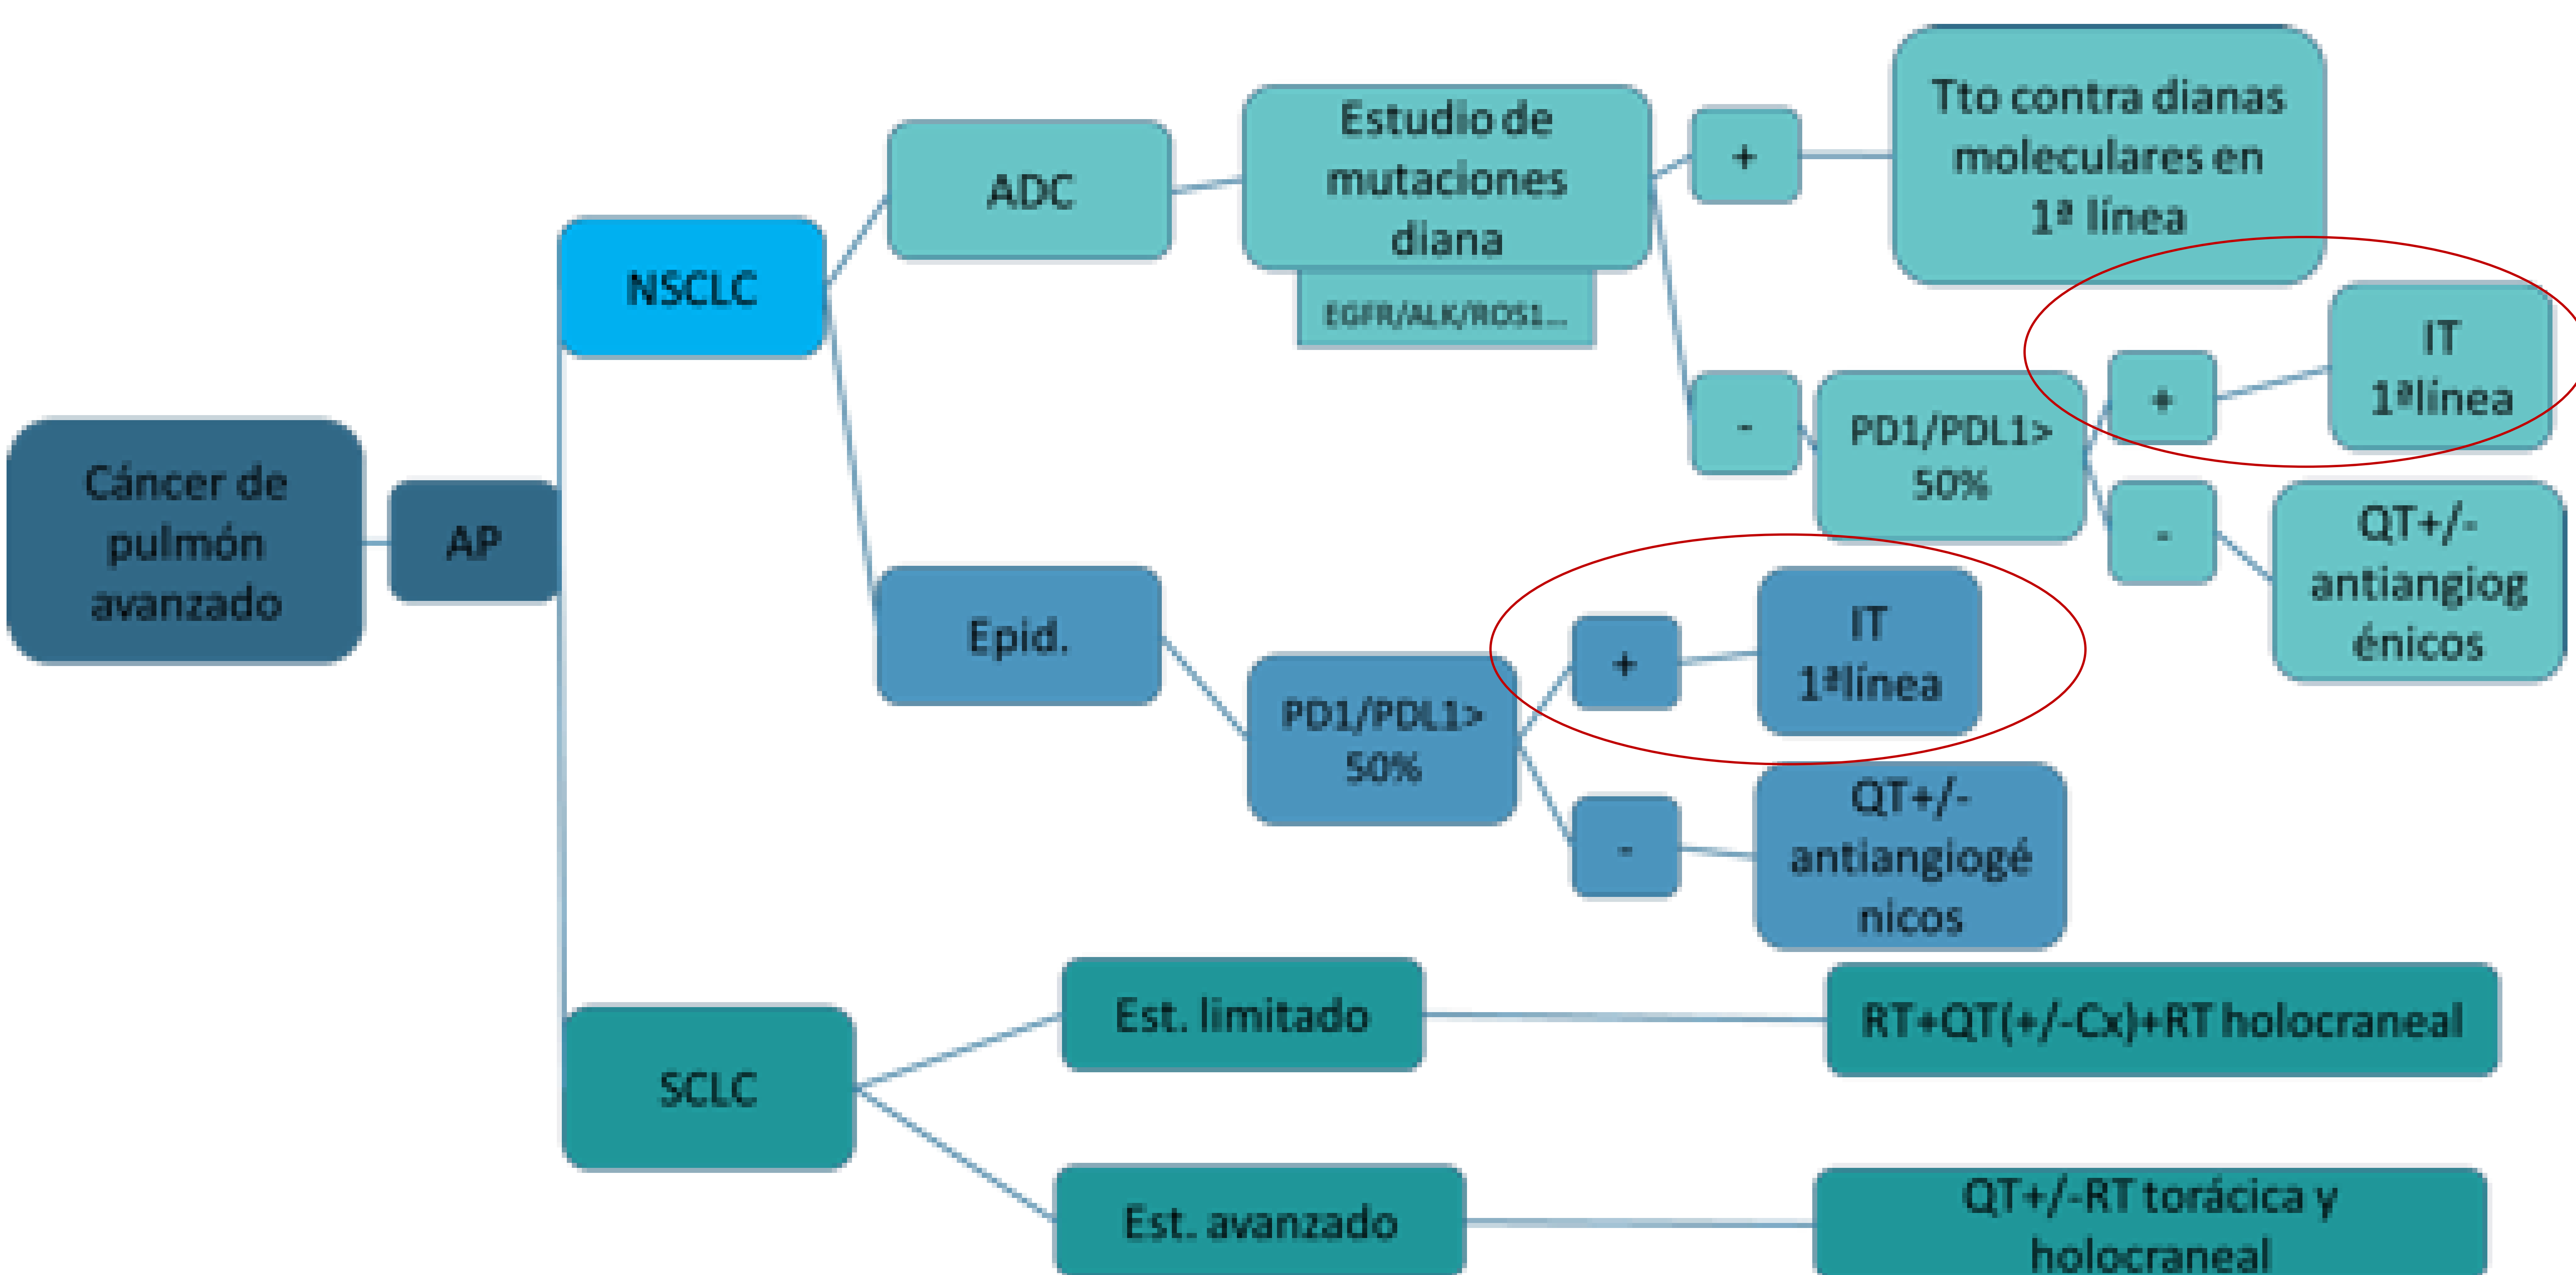 Cáncer de
pulmón
avanzado
AP
NSCLC
ADC
Estudio de
mutaciones
diana
EGFR/ALK/ROS1...
+
Tto contra dianas
moleculares en
1ª línea
-
PD1/PDL1>
50%
+
IT
1ªlínea
-
QT+/-
antiangiog
énicos
Epid.
PD1/PDL1>
50%
+
IT
1ªlínea
-
QT+/-
antiangiogé
nicos
SCLC
Est. limitado
RT+QT(+/-Cx)+RT holocraneal
Est. avanzado
QT+/-RT torácica y
holocraneal